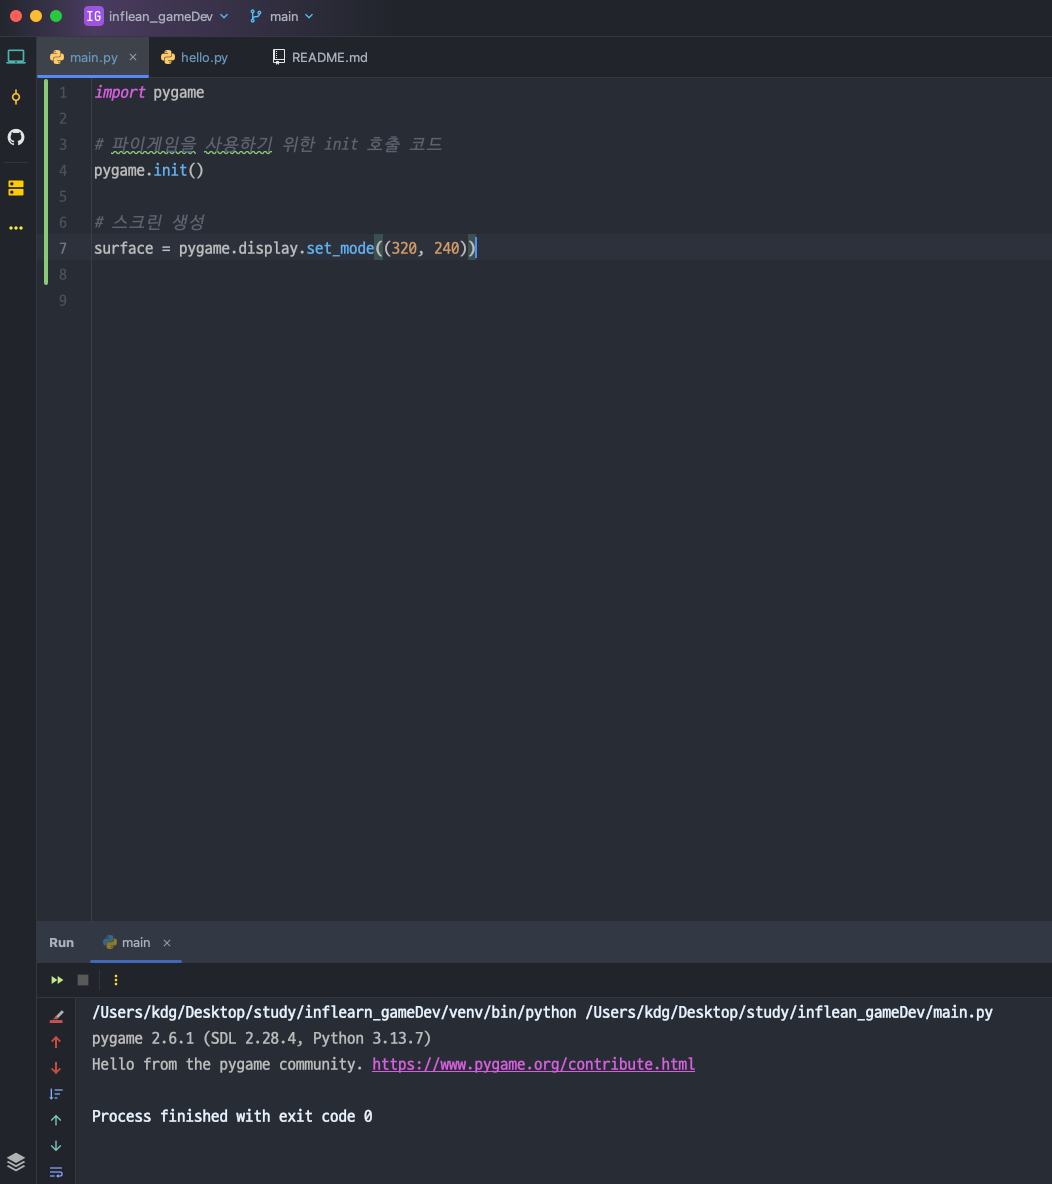 IG inflean_gameDev main
main.py hello.py README.md
1 import pygame
2
3 # 파이게임을 사용하기 위한 init 호출 코드
4 pygame.init()
5
6 # 스크린 생성
7 surface = pygame.display.set_mode((320, 240))
8
9
Run main
/Users/kdg/Desktop/study/inflearn_gameDev/venv/bin/python /Users/kdg/Desktop/study/inflean_gameDev/main.py
pygame 2.6.1 (SDL 2.28.4, Python 3.13.7)
Hello from the pygame community. https://www.pygame.org/contribute.html
Process finished with exit code 0